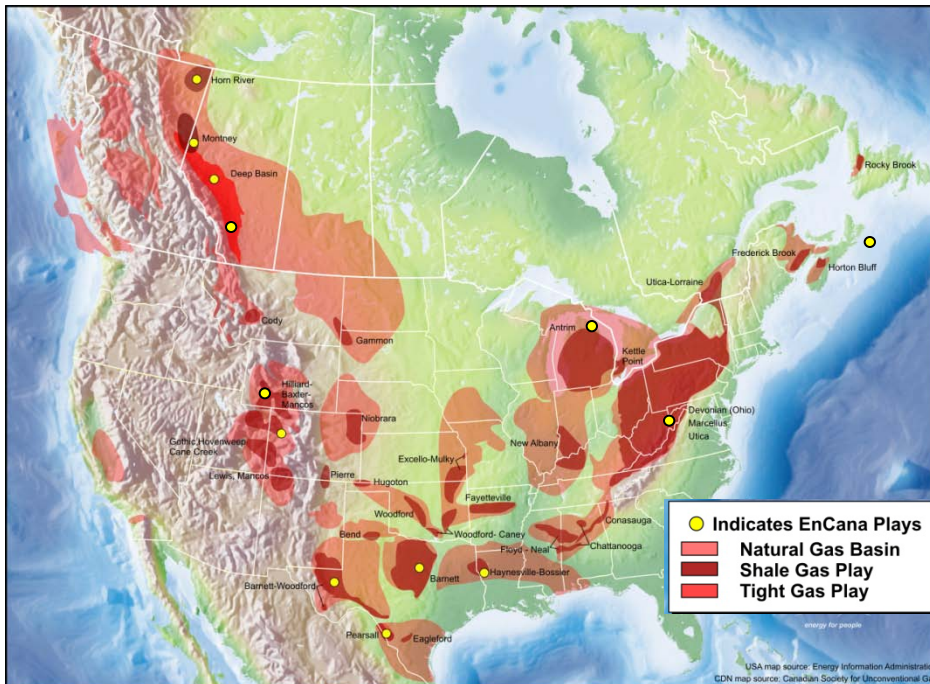 Horn River
Montney
Deep Basin
Rocky Brook
Frederick Brook
Horton Bluff
Utica-Lorraine
Cody
Gammon
Antrim
Kettle
Point
Hilliard-
Baxter-
Mancos
Niobrara
Devonian (Ohio)
Marcellus
Utica
Gothic,Hovenweep,
Cane Creek
New Albany
Excello-Mulky
Lewis, Mancos
Pierre
Hugoton
Fayetteville
Woodford
Bend
Woodford- Caney
Conasauga
Floyd - Neal
Chattanooga
Barnett-Woodford
Barnett
Haynesville-Bossier
Pearsall
Eagleford
Indicates EnCana Plays
Natural Gas Basin
Shale Gas Play
Tight Gas Play
energy for people
USA map source: Energy Information Administratio
CDN map source: Canadian Society for Unconventional Ga